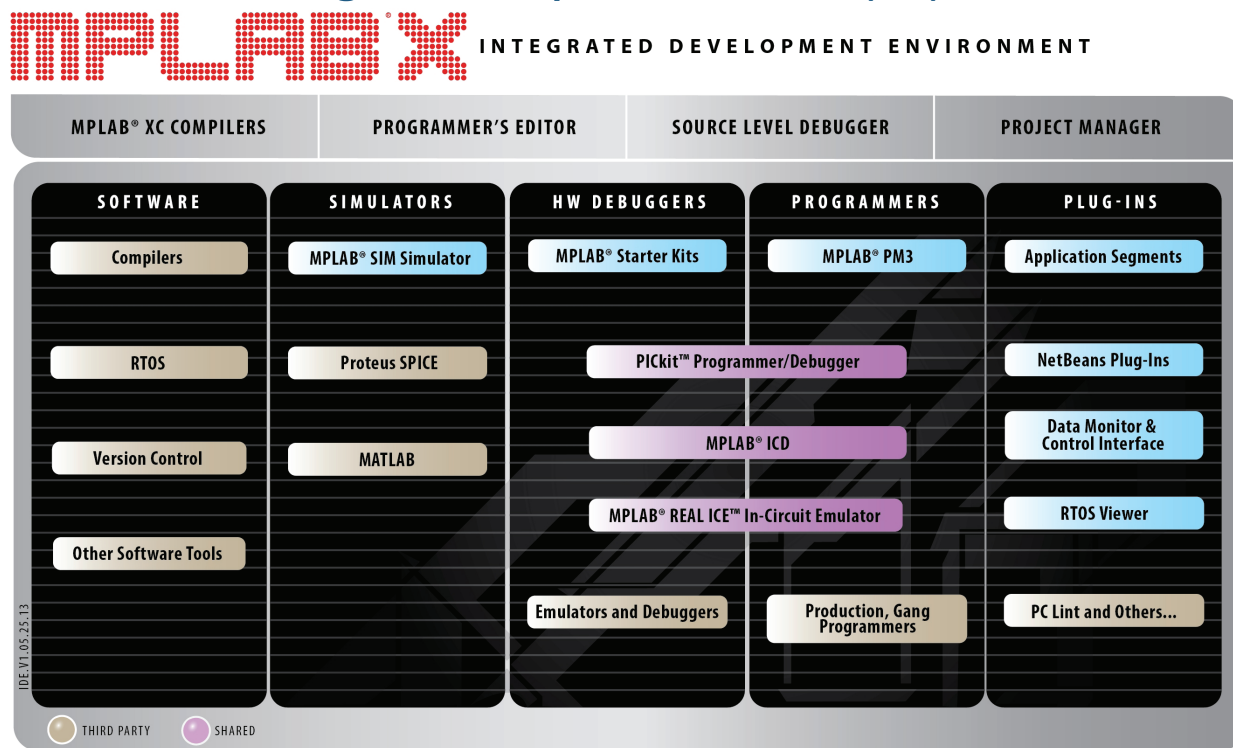 MPLAB® X INTEGRATED DEVELOPMENT ENVIRONMENT
MPLAB® XC COMPILERS
PROGRAMMER'S EDITOR
SOURCE LEVEL DEBUGGER
PROJECT MANAGER
SOFTWARE
Compilers
RTOS
Version Control
Other Software Tools
SIMULATORS
MPLAB® SIM Simulator
Proteus SPICE
MATLAB
HW DEBUGGERS
PROGRAMMERS
MPLAB® Starter Kits
MPLAB® PM3
PICkit™ Programmer/Debugger
MPLAB® ICD
MPLAB® REAL ICE™ In-Circuit Emulator
Emulators and Debuggers
Production, Gang
Programmers
PLUG-INS
Application Segments
NetBeans Plug-Ins
Data Monitor &
Control Interface
RTOS Viewer
PC Lint and Others...
IDE.V1.05.25.13
THIRD PARTY
SHARED